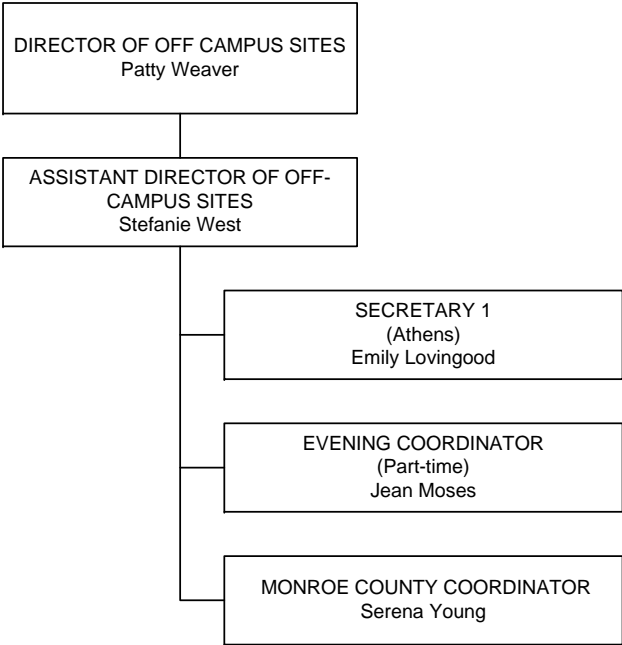 DIRECTOR OF OFF CAMPUS SITES
Patty Weaver
ASSISTANT DIRECTOR OF OFF-
CAMPUS SITES
Stefanie West
SECRETARY 1
(Athens)
Emily Lovingood
EVENING COORDINATOR
(Part-time)
Jean Moses
MONROE COUNTY COORDINATOR
Serena Young